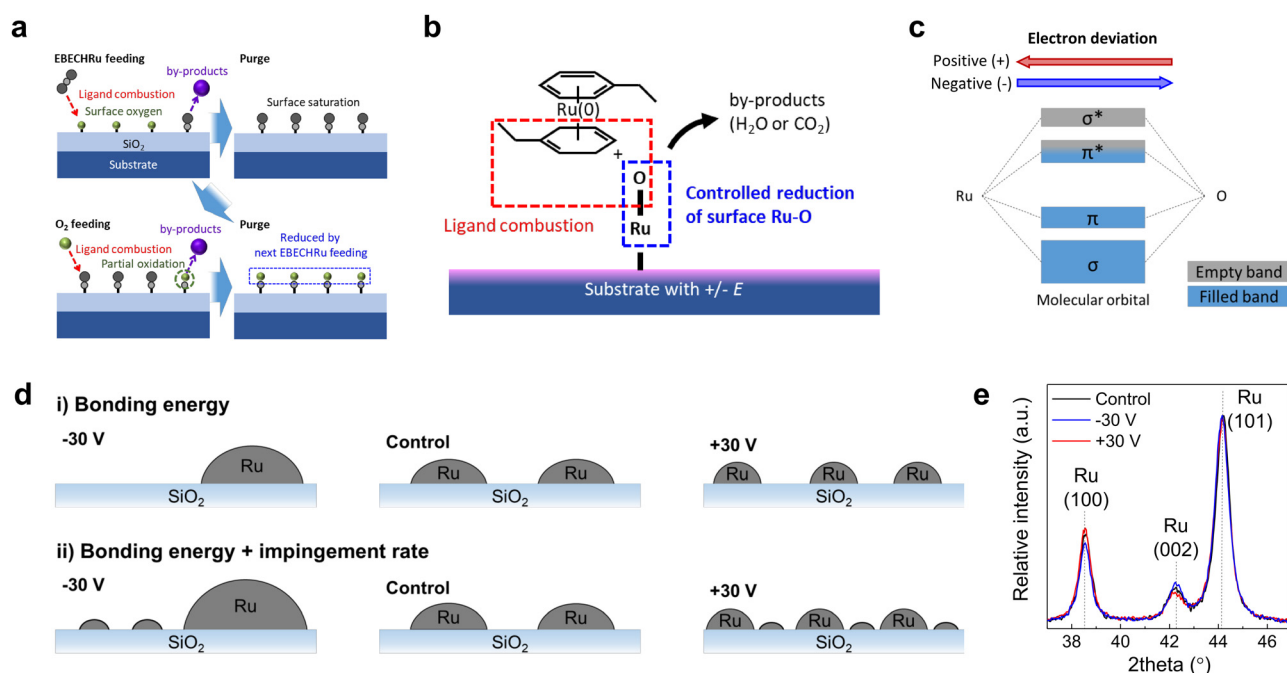 a
EBECHRu feeding
Purge
by-products
Ligand combustion
Surface oxygen
Surface saturation
SiO2
Substrate
O2 feeding
Purge
by-products
Ligand combustion
Partial oxidation
Reduced by
next EBECHRu feeding
b
Ru(0)
+
O
Ru
by-products
(H2O or CO2)
Ligand combustion
Controlled reduction
of surface Ru-O
Substrate with +/- E
c
Electron deviation
Positive (+)
Negative (-)
σ*
π*
Ru
O
π
σ
Molecular orbital
Empty band
Filled band
d
i) Bonding energy
-30 V
Control
+30 V
Ru
Ru
Ru
Ru
Ru
Ru
SiO2
SiO2
SiO2
ii) Bonding energy + impingement rate
-30 V
Control
+30 V
Ru
Ru
Ru
Ru
Ru
Ru
SiO2
SiO2
SiO2
e
Relative intensity (a.u.)
Control
-30 V
+30 V
Ru
(100)
Ru
(002)
Ru
(101)
38
40
42
44
46
2theta (°)